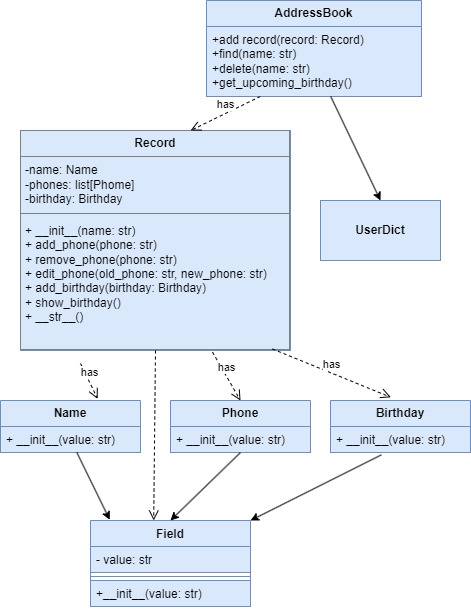 AddressBook
+add record(record: Record)
+find(name: str)
+delete(name: str)
+get_upcoming_birthday()
has
Record
-name: Name
-phones: list[Phome]
-birthday: Birthday
+ __init__(name: str)
+ add_phone(phone: str)
+ remove_phone(phone: str)
+ edit_phone(old_phone: str, new_phone: str)
+ add_birthday(birthday: Birthday)
+ show_birthday()
+ __str__()
UserDict
has
has
has
Name
+ __init__(value: str)
Phone
+ __init__(value: str)
Birthday
+ __init__(value: str)
Field
- value: str
+__init__(value: str)